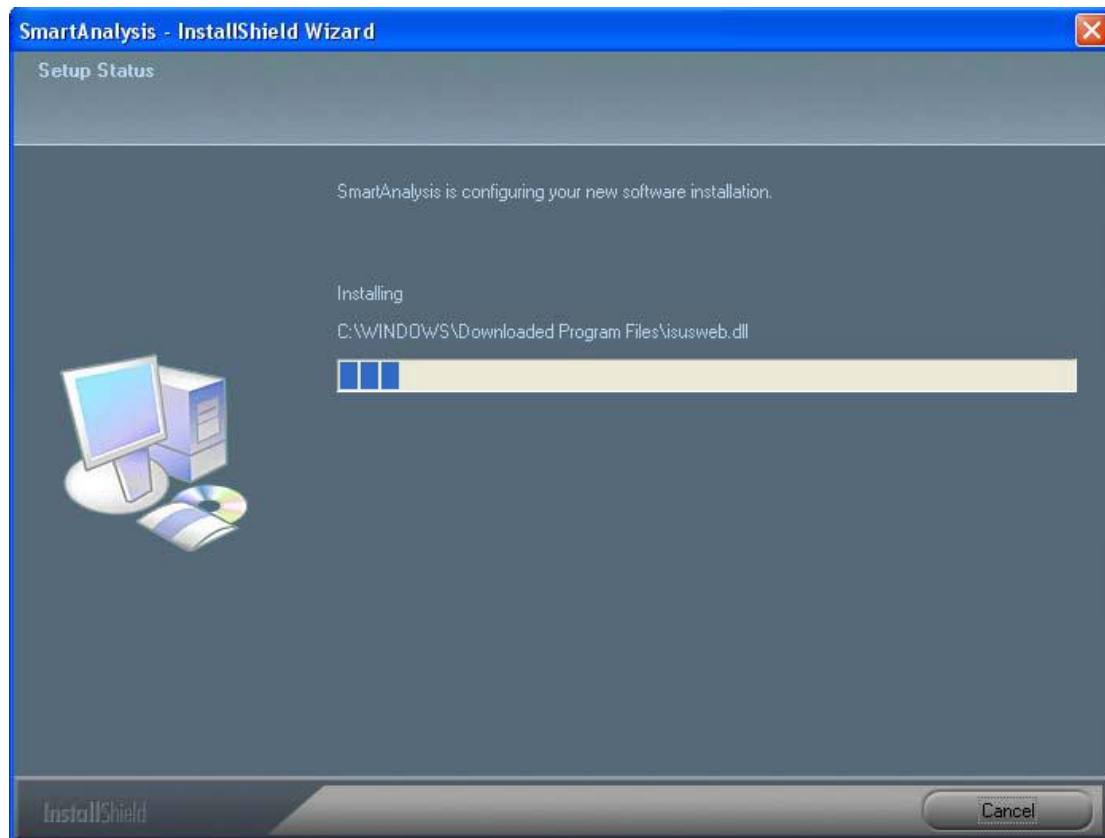 SmartAnalysis - InstallShield Wizard
Setup Status
SmartAnalysis is configuring your new software installation.
Installing
C:\WINDOWS\Downloaded Program Files\isusweb.dll
InstallShield
Cancel